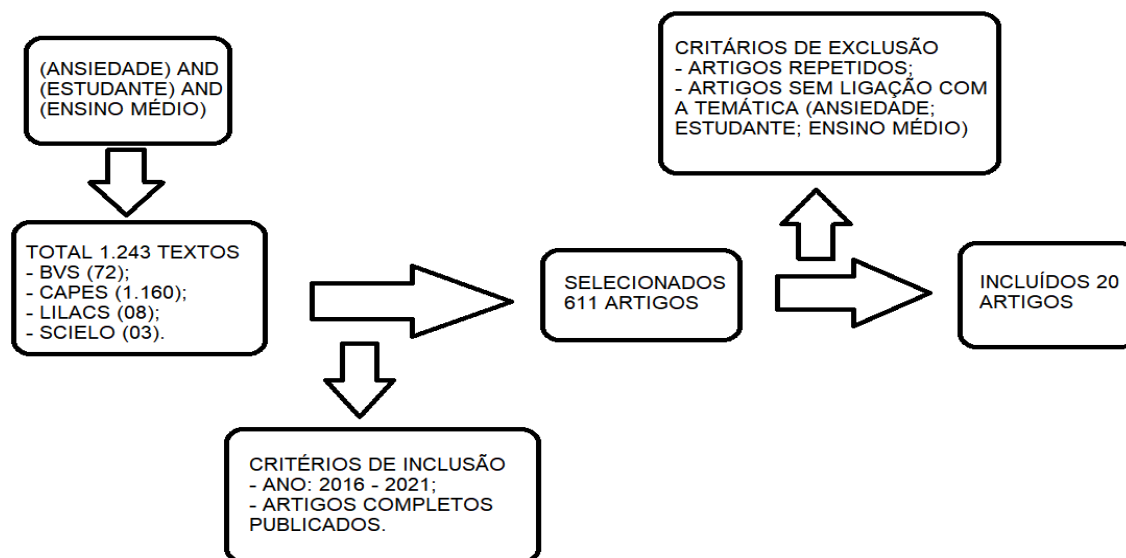 (ANSIEDADE) AND
(ESTUDANTE) AND
(ENSINO MÉDIO)
TOTAL 1.243 TEXTOS
- BVS (72);
- CAPES (1.160);
- LILACS (08);
- SCIELO (03).
CRITÉRIOS DE INCLUSÃO
- ANO: 2016 - 2021;
- ARTIGOS COMPLETOS
PUBLICADOS.
SELECIONADOS
611 ARTIGOS
CRITÁRIOS DE EXCLUSÃO
- ARTIGOS REPETIDOS;
- ARTIGOS SEM LIGAÇÃO COM
A TEMÁTICA (ANSIEDADE;
ESTUDANTE; ENSINO MÉDIO)
INCLUÍDOS 20
ARTIGOS